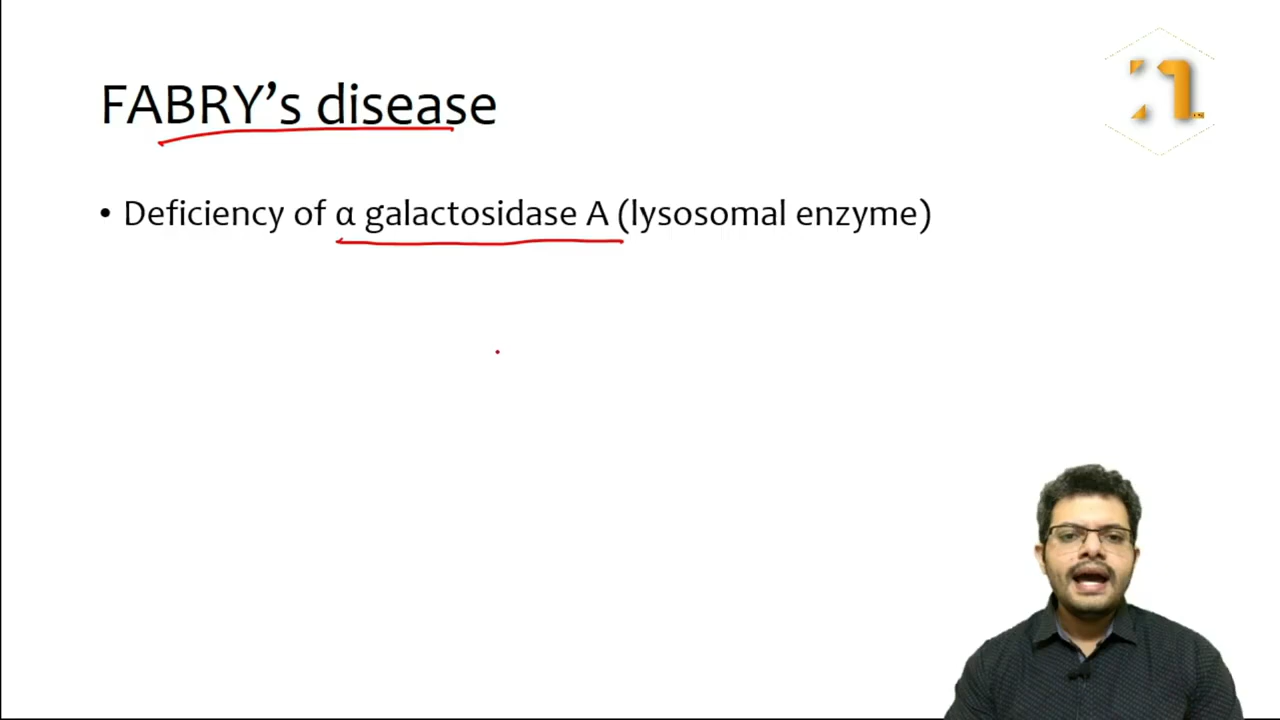 FABRY's disease
• Deficiency of α galactosidase A (lysosomal enzyme)